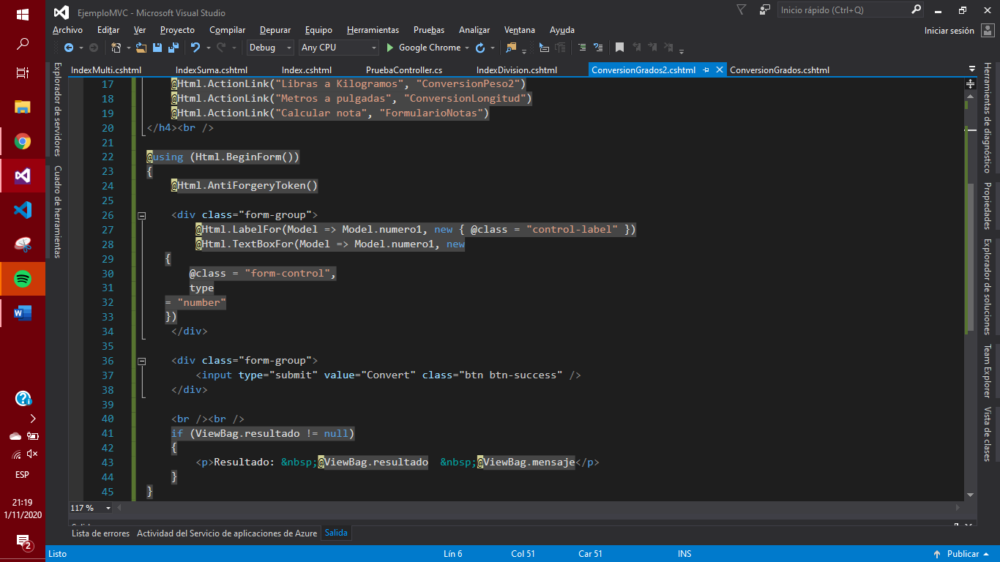 EjemploMVC - Microsoft Visual Studio
Inicio rápido (Ctrl+Q)
Archivo Editar Ver Proyecto Compilar Depurar Equipo Herramientas Pruebas Analizar Ventana Ayuda
Iniciar sesión
Debug Any CPU Google Chrome
IndexMulti.cshtml IndexSuma.cshtml Index.cshtml PruebaController.cs IndexDivision.cshtml ConversionGrados2.cshtml ConversionGrados.cshtml
Explorador de servidores
Cuadro de herramientas
17 @Html.ActionLink("Libras a Kilogramos", "ConversionPeso2")
18 @Html.ActionLink("Metros a pulgadas", "ConversionLongitud")
19 @Html.ActionLink("Calcular nota", "FormularioNotas")
20 </h4><br />
21
22 @using (Html.BeginForm())
23 {
24 @Html.AntiForgeryToken()
25
26 <div class="form-group">
27 @Html.LabelFor(Model => Model.numero1, new { @class = "control-label" })
28 @Html.TextBoxFor(Model => Model.numero1, new
29 {
30 @class = "form-control",
31 type
32 = "number"
33 })
34 </div>
35
36 <div class="form-group">
37 <input type="submit" value="Convert" class="btn btn-success" />
38 </div>
39
40 <br /><br />
41 if (ViewBag.resultado != null)
42 {
43 <p>Resultado: &nbsp;@ViewBag.resultado &nbsp;@ViewBag.mensaje</p>
44 }
45 }
Herramientas de diagnóstico
Propiedades
Explorador de soluciones
Team Explorer
Vista de clases
117 %
Salida
Lista de errores Actividad del Servicio de aplicaciones de Azure Salida
Listo Lín 6 Col 51 Car 51 INS Publicar
ESP
21:19
1/11/2020
2